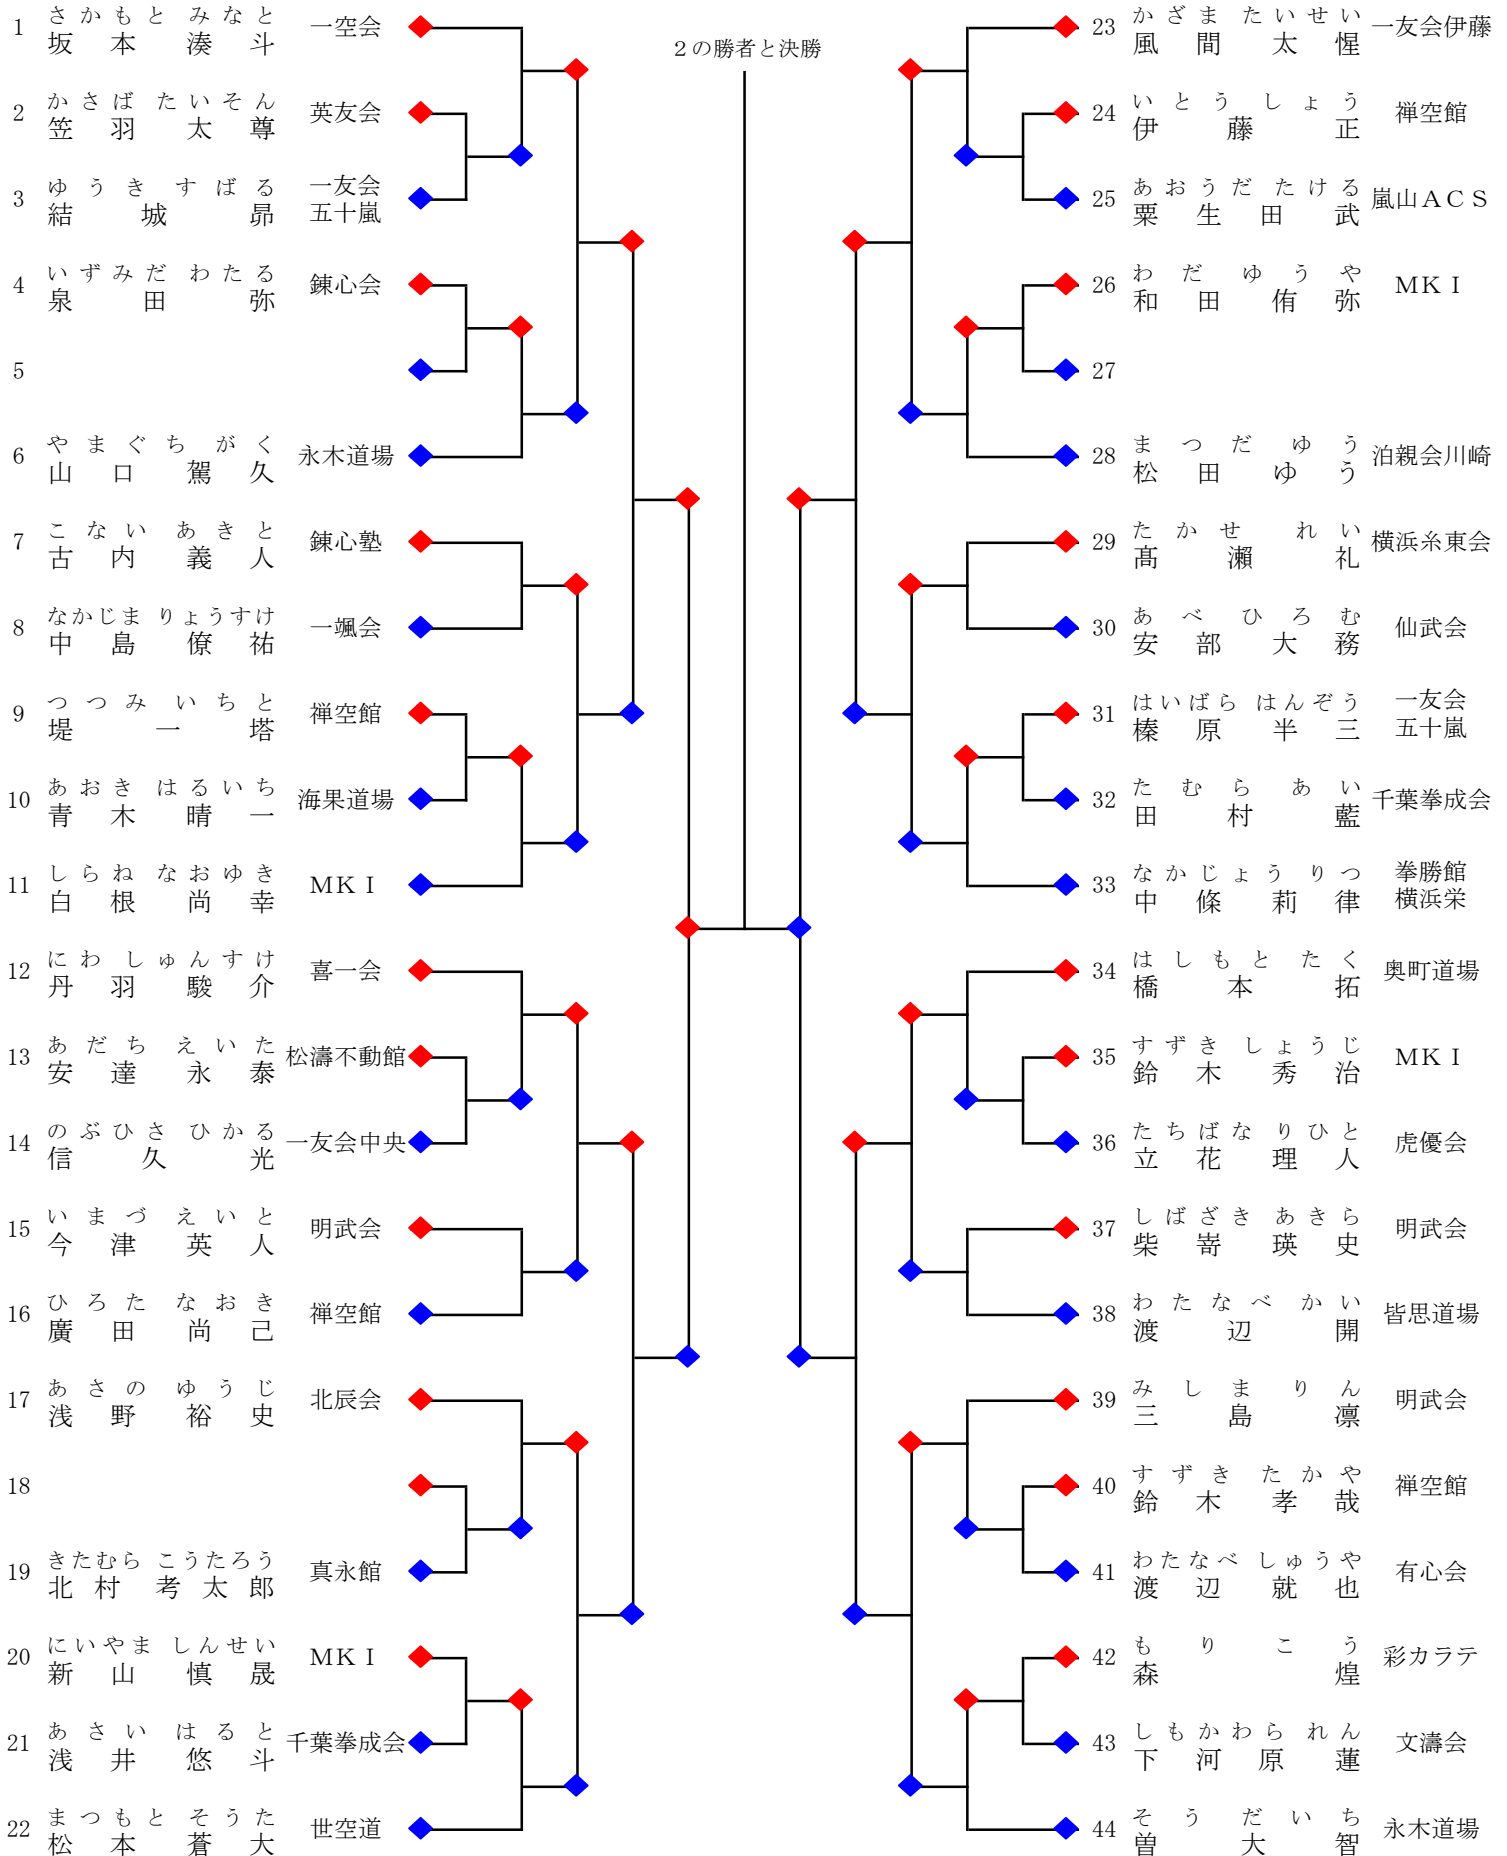 2の勝者と決勝
さかもと みなと
1 坂本湊斗 一空会
かさば たいそん
2 笠羽太尊 英友会
ゆうき すばる
3 結城昴 一友会
五十嵐
いずみだ わたる
4 泉田弥 錬心会
5
やまぐち がく
6 山口駕久 永木道場
こない あきと
7 古内義人 錬心塾
なかじま りょうすけ
8 中島僚祐 一颯会
つつみ いちと
9 堤一塔 禅空館
あおき はるいち
10 青木晴一 海果道場
しらね なおゆき
11 白根尚幸 MKI
にわ しゅんすけ
12 丹羽駿介 喜一会
あだち えいた
13 安達永泰 松濤不動館
のぶひさ ひかる
14 信久光 一友会中央
いまづ えいと
15 今津英人 明武会
ひろた なおき
16 廣田尚己 禅空館
あさの ゆうじ
17 浅野裕史 北辰会
18
きたむら こうたろう
19 北村考太郎 真永館
にいやま しんせい
20 新山慎晟 MKI
あさい はると
21 浅井悠斗 千葉拳成会
まつもと そうた
22 松本蒼大 世空道
かざま たいせい
23 風間太惺 一友会伊藤
いとう しょう
24 伊藤正 禅空館
あおうだ たける
25 粟生田武 嵐山ACS
わだ ゆうや
26 和田侑弥 MKI
27
まつだ ゆう
28 松田ゆう 泊親会川崎
たかせ れい
29 髙瀬礼 横浜糸東会
あべ ひろむ
30 安部大務 仙武会
はいばら はんぞう
31 榛原半三 一友会
五十嵐
たむら あい
32 田村藍 千葉拳成会
なかじょう りつ
33 中條莉律 拳勝館
横浜栄
はしもと たく
34 橋本拓 奥町道場
すずき しょうじ
35 鈴木秀治 MKI
たちばな りひと
36 立花理人 虎優会
しばざき あきら
37 柴嵜瑛史 明武会
わたなべ かい
38 渡辺開 皆思道場
みしま りん
39 三島凛 明武会
すずき たかや
40 鈴木孝哉 禅空館
わたなべ しゅうや
41 渡辺就也 有心会
もり こう
42 森煌 彩カラテ
しもかわら れん
43 下河原蓮 文濤会
そう だいち
44 曽大智 永木道場